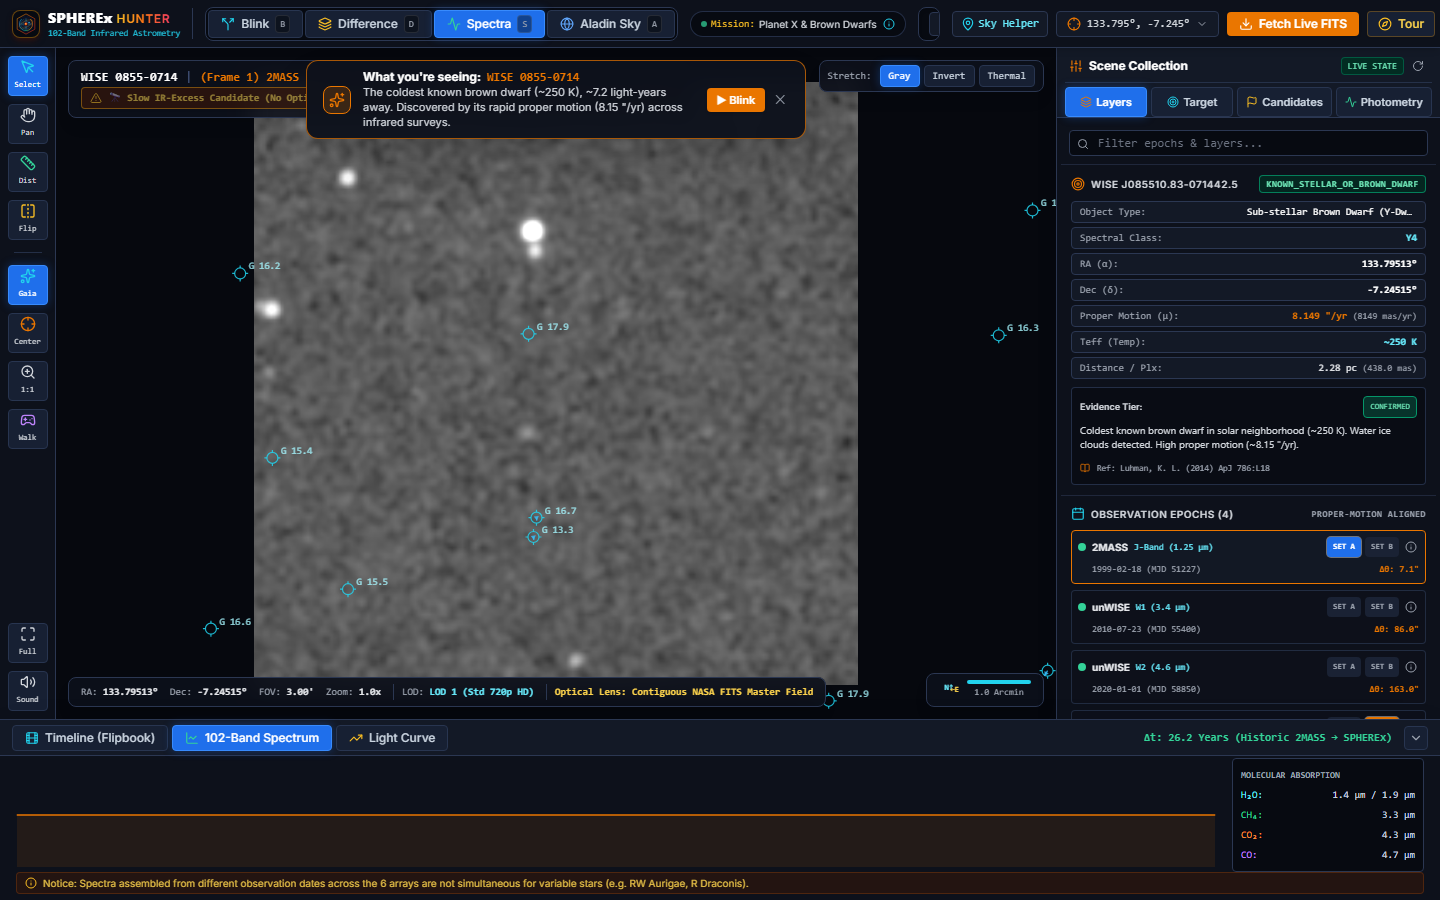 SPHEREx HUNTER
102-Band Infrared Astrometry
Blink B
Difference D
Spectra S
Aladin Sky A
Mission: Planet X & Brown Dwarfs
Sky Helper
133.795°, -7.245°
Fetch Live FITS
Tour
Select
Pan
Dist
Flip
Gaia
Center
1:1
Walk
Full
Sound
WISE 0855-0714 | (Frame 1) 2MASS
Slow IR-Excess Candidate (No Opti
What you're seeing: WISE 0855-0714
The coldest known brown dwarf (~250 K), ~7.2 light-years
away. Discovered by its rapid proper motion (8.15 "/yr) across
infrared surveys.
Blink
Stretch: Gray Invert Thermal
G 1
G 16.2
G 17.9
G 16.3
G 15.4
G 16.7
G 13.3
G 15.5
G 16.6
G 17.9
RA: 133.79513° Dec: -7.24515° FOV: 3.00' Zoom: 1.0x LOD: LOD 1 (Std 720p HD) Optical Lens: Contiguous NASA FITS Master Field
1.0 Arcmin
Scene Collection
LIVE STATE
Layers
Target
Candidates
Photometry
Filter epochs & layers...
WISE J085510.83-071442.5 KNOWN_STELLAR_OR_BROWN_DWARF
Object Type: Sub-stellar Brown Dwarf (Y-Dw…
Spectral Class: Y4
RA (α): 133.79513°
Dec (δ): -7.24515°
Proper Motion (μ): 8.149 "/yr (8149 mas/yr)
Teff (Temp): ~250 K
Distance / Plx: 2.28 pc (438.0 mas)
Evidence Tier: CONFIRMED
Coldest known brown dwarf in solar neighborhood (~250 K). Water ice
clouds detected. High proper motion (~8.15 "/yr).
Ref: Luhman, K. L. (2014) ApJ 786:L18
OBSERVATION EPOCHS (4) PROPER-MOTION ALIGNED
2MASS J-Band (1.25 μm) SET A SET B
1999-02-18 (MJD 51227) Δθ: 7.1"
unWISE W1 (3.4 μm) SET A SET B
2010-07-23 (MJD 55400) Δθ: 86.0"
unWISE W2 (4.6 μm) SET A SET B
2020-01-01 (MJD 58850) Δθ: 163.0"
Timeline (Flipbook)
102-Band Spectrum
Light Curve
Δt: 26.2 Years (Historic 2MASS → SPHEREx)
MOLECULAR ABSORPTION
H₂O: 1.4 μm / 1.9 μm
CH₄: 3.3 μm
CO₂: 4.3 μm
CO: 4.7 μm
Notice: Spectra assembled from different observation dates across the 6 arrays are not simultaneous for variable stars (e.g. RW Aurigae, R Draconis).